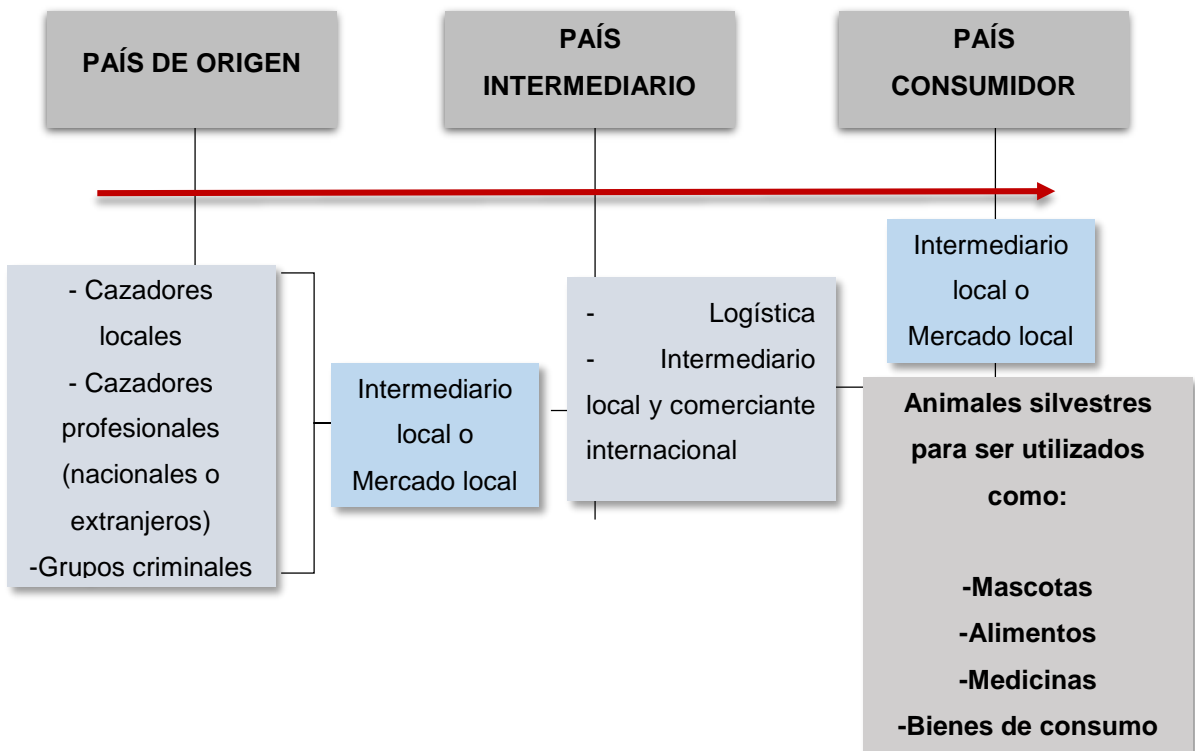 PAÍS DE ORIGEN
PAÍS
INTERMEDIARIO
PAÍS
CONSUMIDOR
- Cazadores
locales
- Cazadores
profesionales
(nacionales o
extranjeros)
-Grupos criminales
Intermediario
local o
Mercado local
- Logística
- Intermediario
local y comerciante
internacional
Intermediario
local o
Mercado local
Animales silvestres
para ser utilizados
como:
-Mascotas
-Alimentos
-Medicinas
-Bienes de consumo